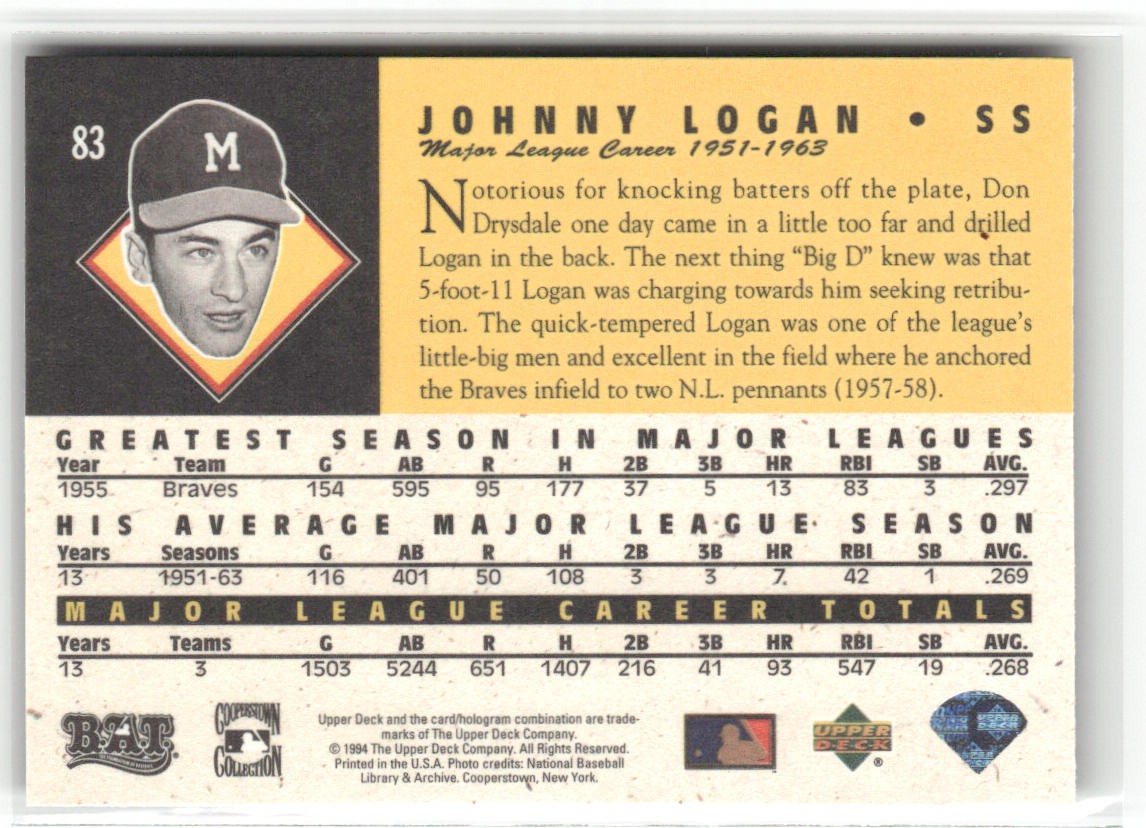 83
M
JOHNNY LOGAN • SS
Major League Career 1951-1963
Notorious for knocking batters off the plate, Don
Drysdale one day came in a little too far and drilled
Logan in the back. The next thing “Big D” knew was that
5-foot-11 Logan was charging towards him seeking retribu-
tion. The quick-tempered Logan was one of the league’s
little-big men and excellent in the field where he anchored
the Braves infield to two N.L. pennants (1957-58).
GREATEST SEASON IN MAJOR LEAGUES
Year Team G AB R H 2B 3B HR RBI SB AVG.
1955 Braves 154 595 95 177 37 5 13 83 3 .297
HIS AVERAGE MAJOR LEAGUE SEASON
Years Seasons G AB R H 2B 3B HR RBI SB AVG.
13 1951-63 116 401 50 108 3 3 7 42 1 .269
MAJOR LEAGUE CAREER TOTALS
Years Teams G AB R H 2B 3B HR RBI SB AVG.
13 3 1503 5244 651 1407 216 41 93 547 19 .268
B.A.T.
COOPERSTOWN
COLLECTION
Upper Deck and the card/hologram combination are trade-
marks of The Upper Deck Company.
© 1994 The Upper Deck Company. All Rights Reserved.
Printed in the U.S.A. Photo credits: National Baseball
Library & Archive. Cooperstown, New York.
UPPER
DECK
®
UPPER
DECK